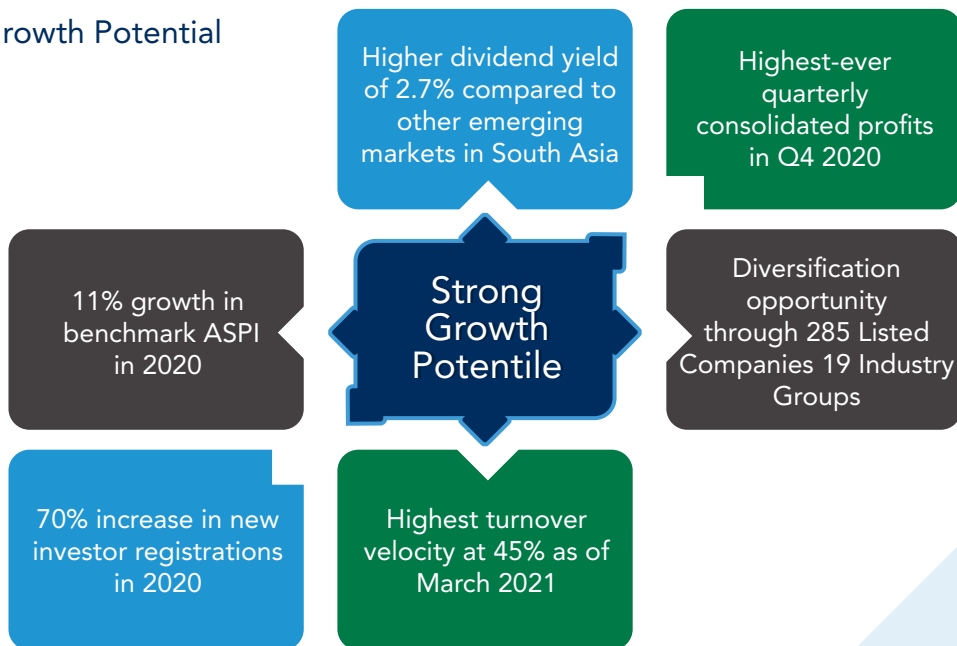 rowth Potential
Higher dividend yield
of 2.7% compared to
other emerging
markets in South Asia
Highest-ever
quarterly
consolidated profits
in Q4 2020
11% growth in
benchmark ASPI
in 2020
Strong
Growth
Potentile
Diversification
opportunity
through 285 Listed
Companies 19 Industry
Groups
70% increase in new
investor registrations
in 2020
Highest turnover
velocity at 45% as of
March 2021